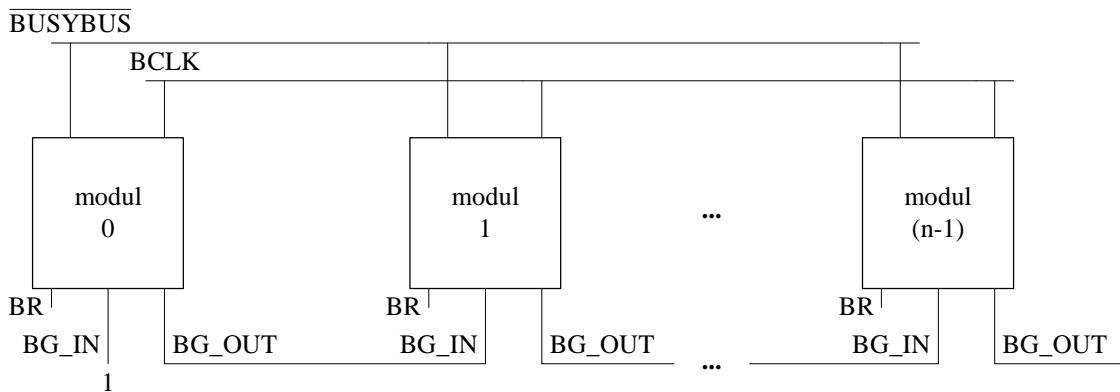 BUSYBUS
BCLK
modul
0
modul
1
...
modul
(n-1)
BR
BR
BR
BG_IN
BG_OUT
BG_IN
BG_OUT
...
BG_IN
BG_OUT
1